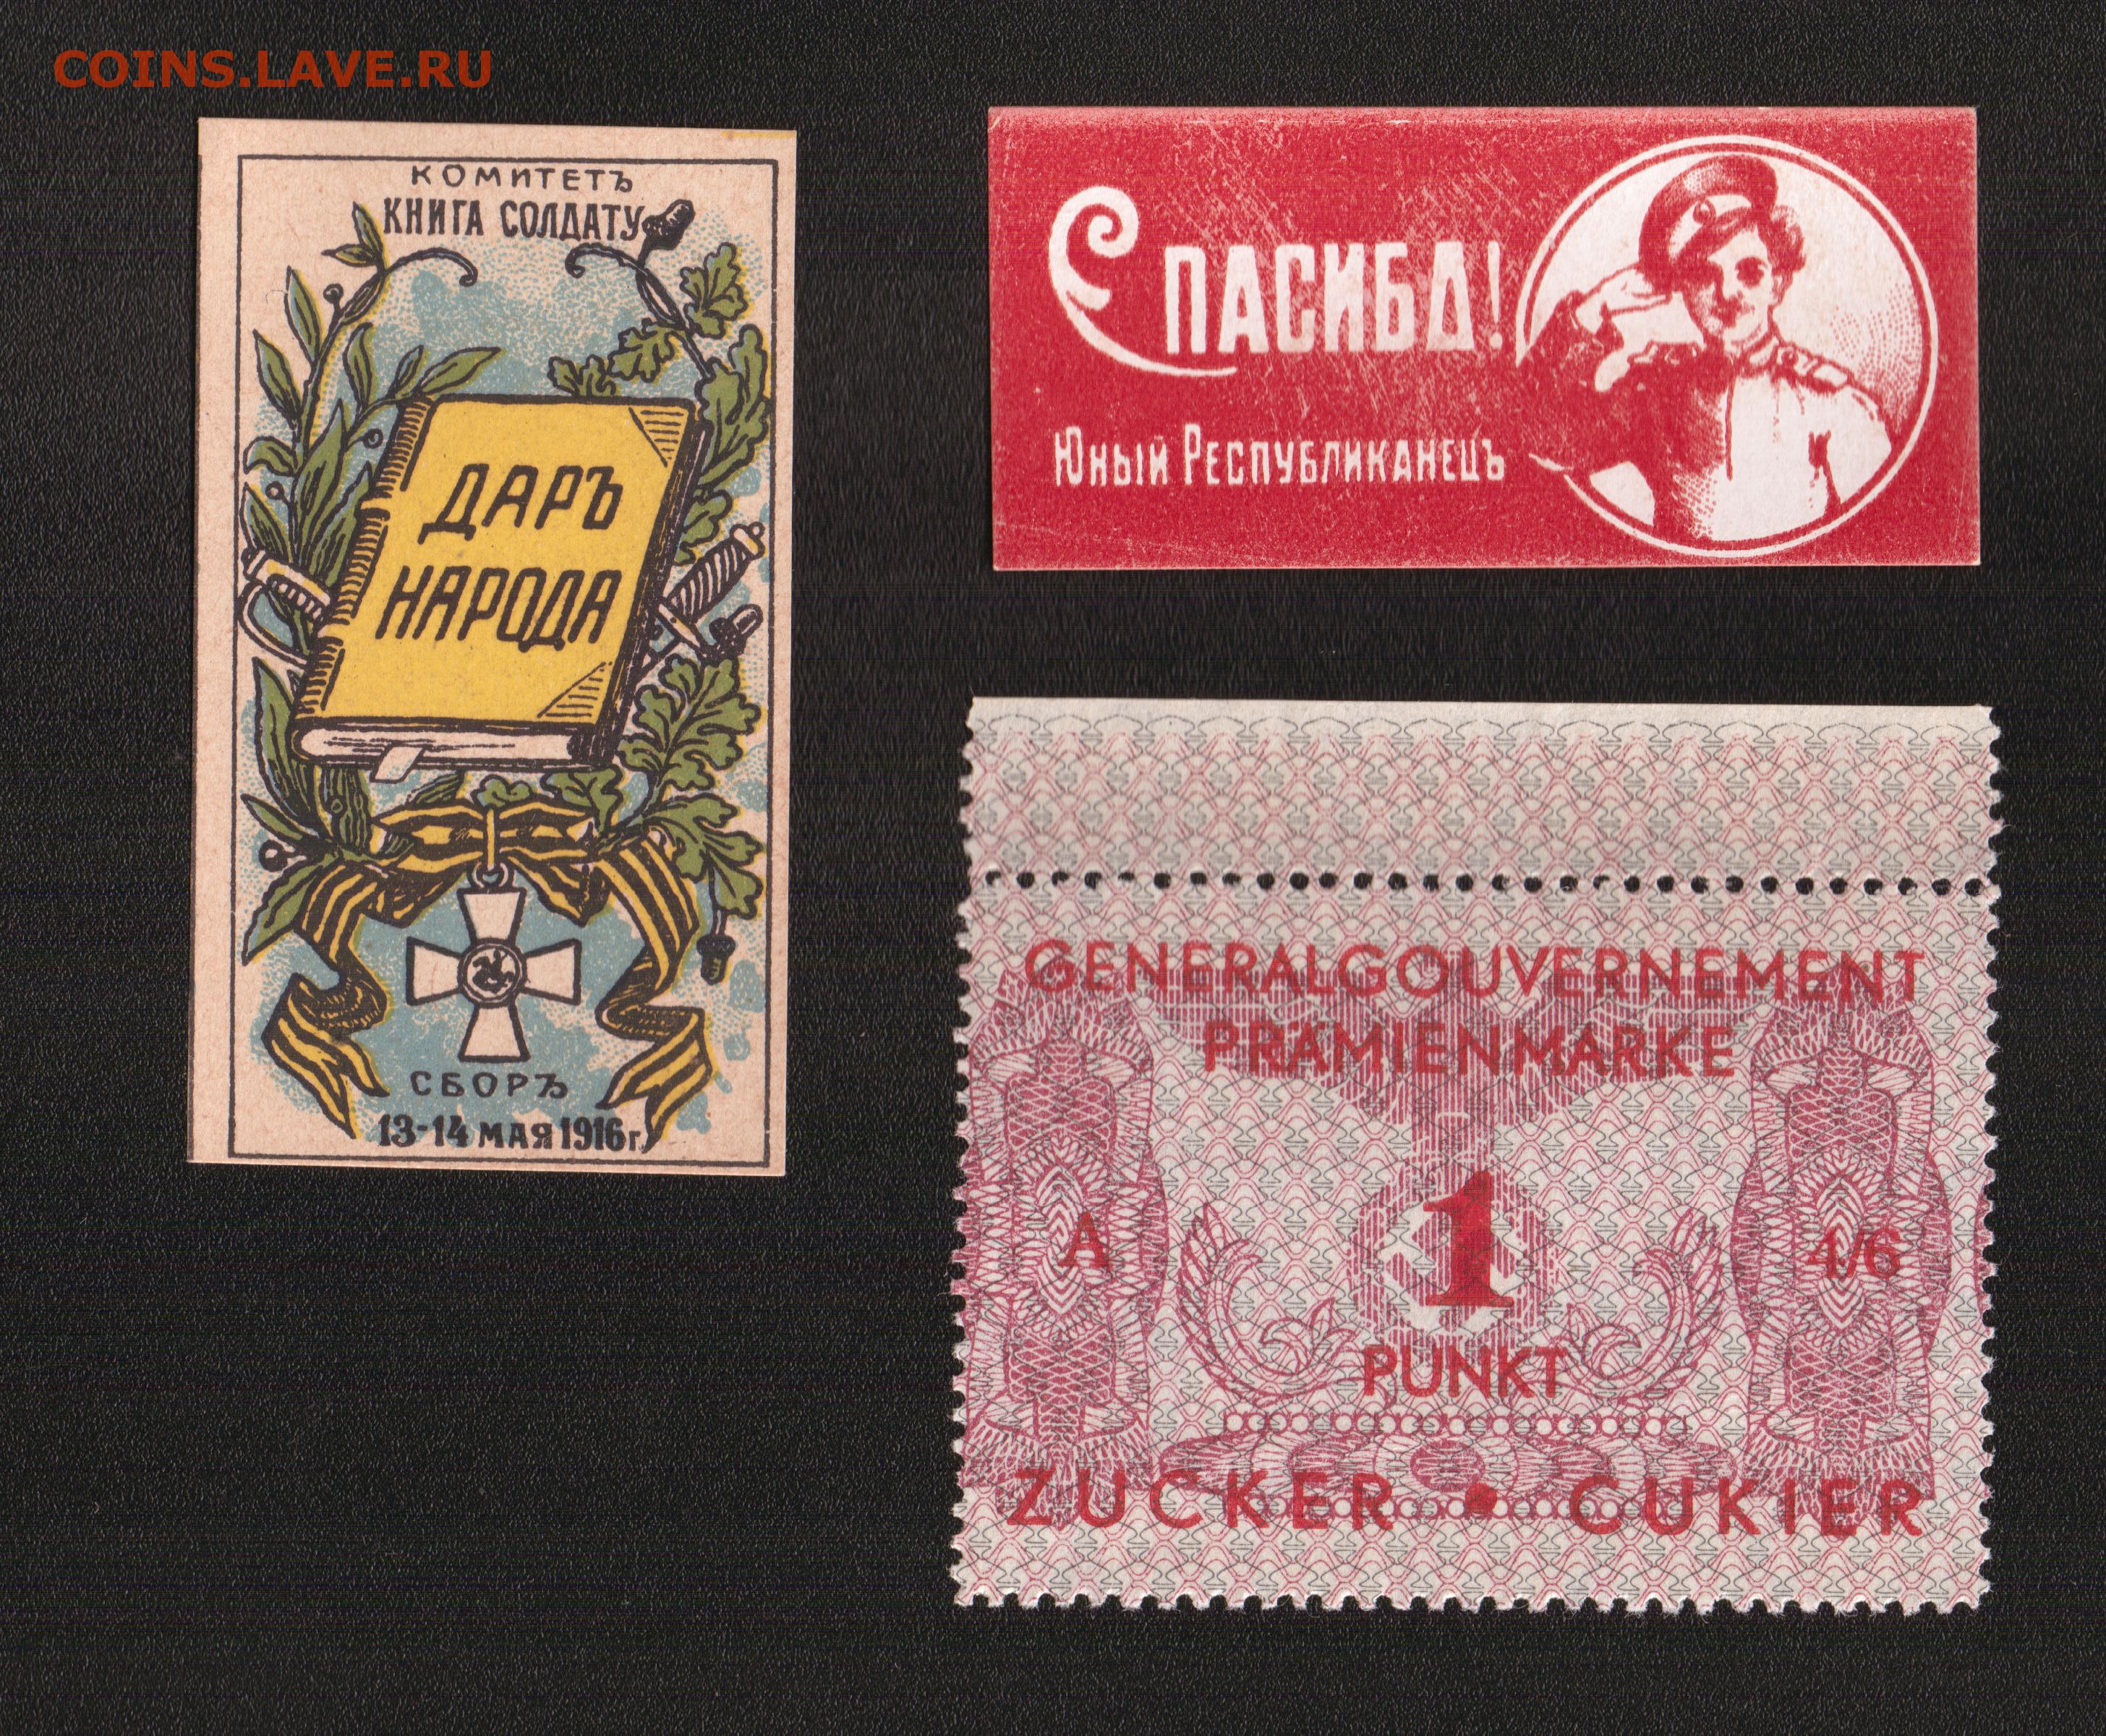 COINS.LAVE.RU
КОМИТЕТЪ
КНИГА СОЛДАТУ
ДАРЪ
НАРОДА
СБОРЪ
13-14 МАЯ 1916 г.
СПАСИБО!
ЮНЫЙ РЕСПУБЛИКАНЕЦЪ
GENERALGOUVERNEMENT
PRÄMIENMARKE
1
A
4/6
PUNKT
ZUCKER • CUKIER